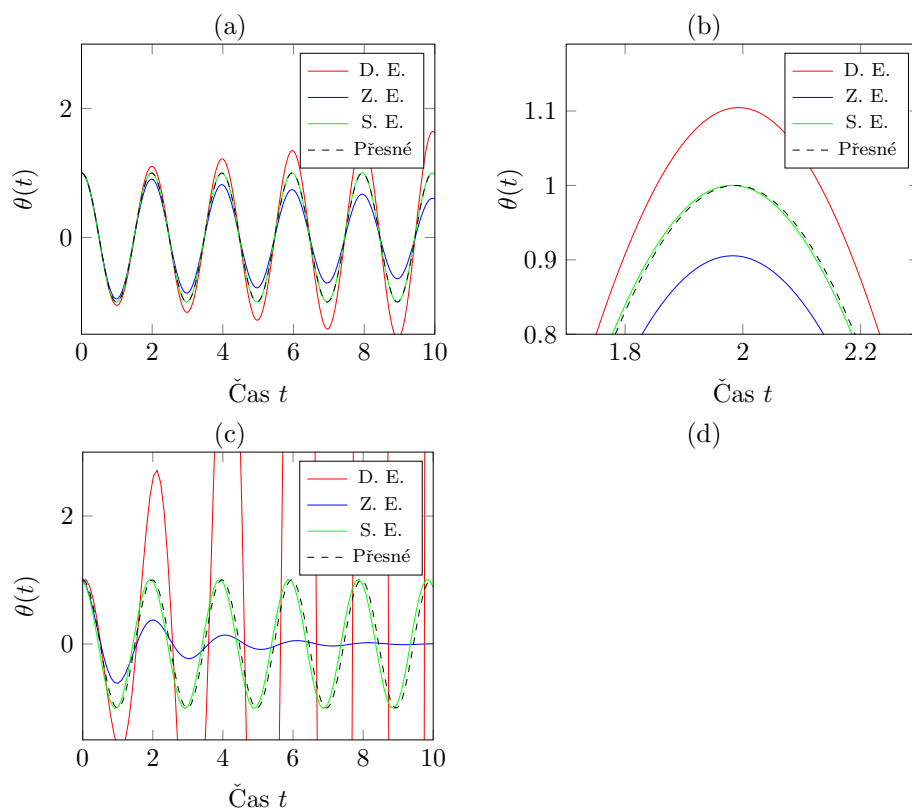 (a)
2
0
θ(t)
D. E.
Z. E.
S. E.
Přesné
0 2 4 6 8 10
Čas t
(b)
1.1
1
0.9
0.8
θ(t)
D. E.
Z. E.
S. E.
Přesné
1.8 2 2.2
Čas t
(c)
2
0
θ(t)
D. E.
Z. E.
S. E.
Přesné
0 2 4 6 8 10
Čas t
(d)